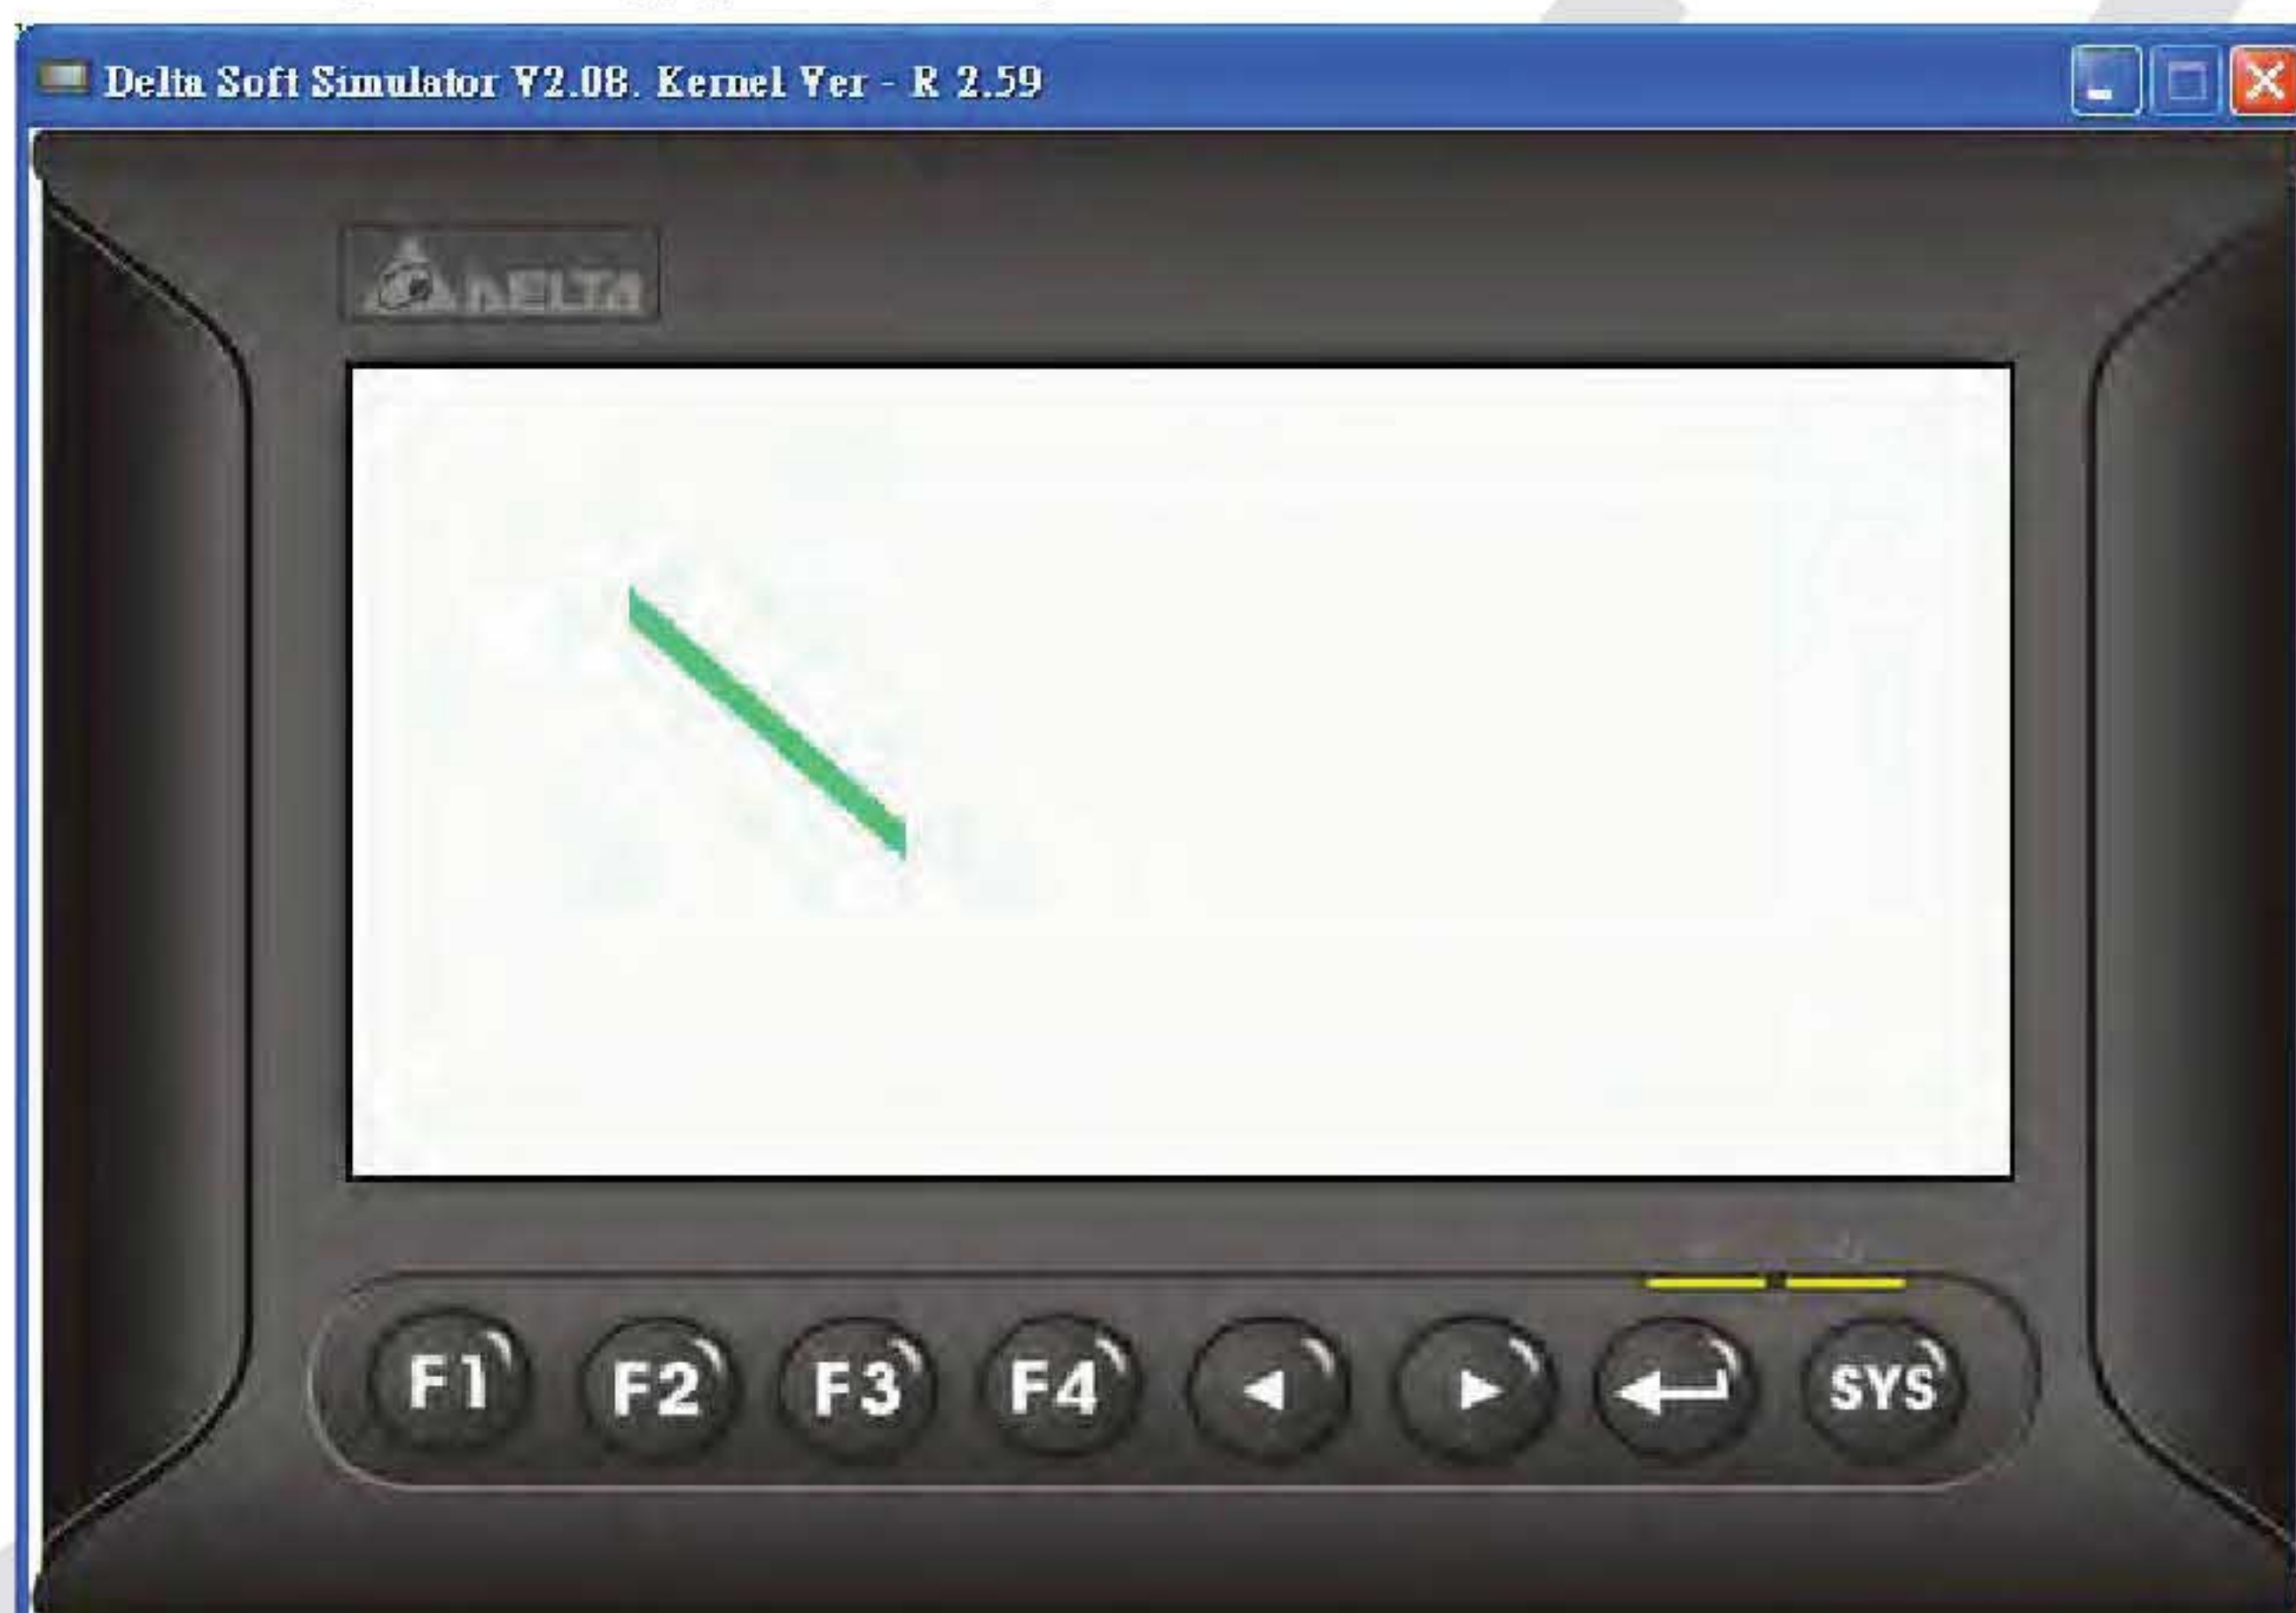 Delta Soft Simulator V2.08. Kernel Ver - R 2.59
DELTA
F1 F2 F3 F4 SYS